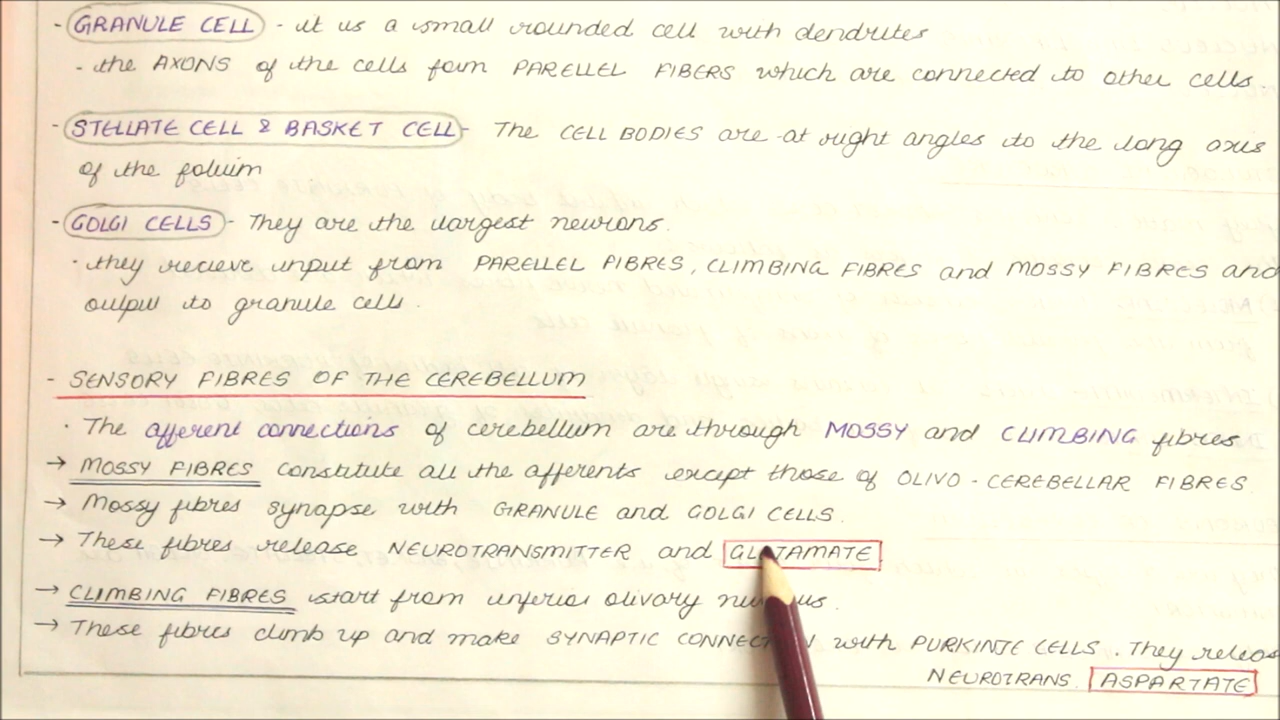 - GRANULE CELL - it us a small rounded cell with dendrites
- the AXONS of the cells form PARELLEL FIBERS which are connected to other cells.
- STELLATE CELL & BASKET CELL - The CELL BODIES are at right angles to the long axis
of the folium
- GOLGI CELLS - They are the largest neurons.
· they recieve input from PARELLEL FIBRES, CLIMBING FIBRES and MOSSY FIBRES and
output to granule cells.
- SENSORY FIBRES OF THE CEREBELLUM
· The afferent connections of cerebellum are through MOSSY and CLIMBING fibres
→ MOSSY FIBRES constitute all the afferents except those of OLIVO - CEREBELLAR FIBRES
→ Mossy fibres synapse with GRANULE and GOLGI CELLS.
→ These fibres release NEUROTRANSMITTER and GLUTAMATE
→ CLIMBING FIBRES start from inferior olivary nucleus.
→ These fibres climb up and make SYNAPTIC CONNECTION with PURKINJE CELLS. They releas
NEUROTRANS. ASPARTATE